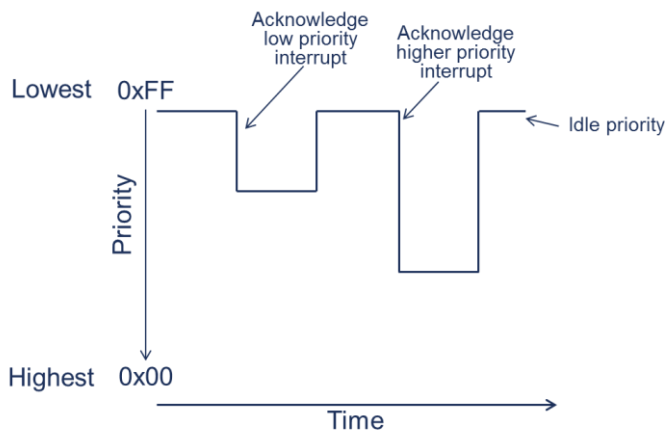 Acknowledge
low priority
interrupt
Acknowledge
higher priority
interrupt
Lowest 0xFF
Idle priority
Priority
Highest 0x00
Time